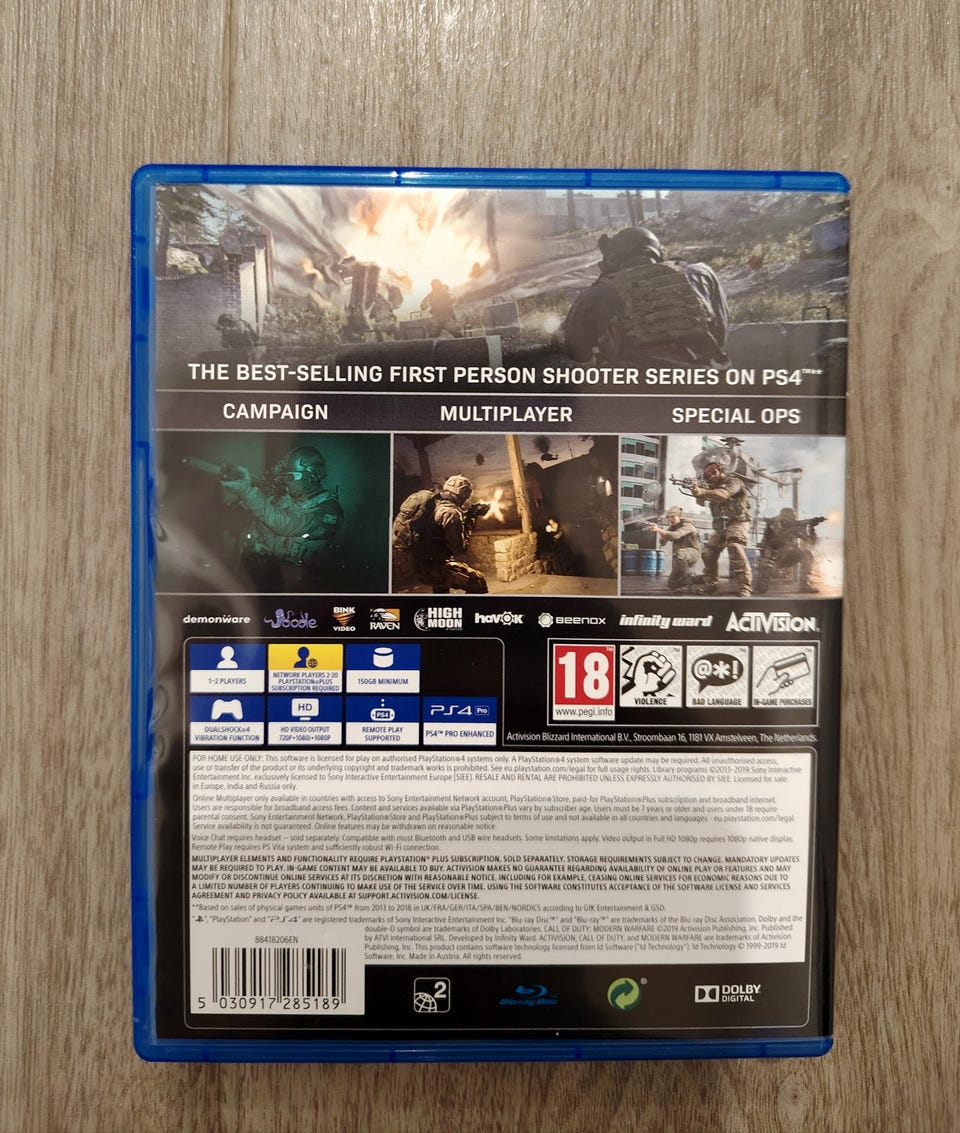 THE BEST-SELLING FIRST PERSON SHOOTER SERIES ON PS4™**
CAMPAIGN MULTIPLAYER SPECIAL OPS
demonware oodle BINK VIDEO RAVEN HIGH MOON STUDIOS havok BEENOX infinity ward ACTIVISION
1-2 PLAYERS
NETWORK PLAYERS 2-20 PLAYSTATION®PLUS SUBSCRIPTION REQUIRED
150GB MINIMUM
DUALSHOCK®4 VIBRATION FUNCTION
HD
HD VIDEO OUTPUT 720P•1080i•1080P
PS4
REMOTE PLAY SUPPORTED
PS4 Pro
PS4™ PRO ENHANCED
18™
www.pegi.info
VIOLENCE
@*!
BAD LANGUAGE
IN-GAME PURCHASES
Activision Blizzard International B.V., Stroombaan 16, 1181 VX Amstelveen, The Netherlands.
FOR HOME USE ONLY: This software is licensed for play on authorised PlayStation®4 systems only. A PlayStation®4 system software update may be required. All unauthorised access,
use or transfer of the product or its underlying copyright and trademark works is prohibited. See eu.playstation.com/legal for full usage rights. Library programs ©2013-2019 Sony Interactive
Entertainment Inc. exclusively licensed to Sony Interactive Entertainment Europe (SIEE). RESALE AND RENTAL ARE PROHIBITED UNLESS EXPRESSLY AUTHORISED BY SIEE. Licensed for sale
in Europe, India and Russia only.
Online Multiplayer only available in countries with access to Sony Entertainment Network account, PlayStation®Store, paid-for PlayStation®Plus subscription and broadband internet.
Users are responsible for broadband access fees. Content and services available via PlayStation®Plus vary by subscriber age. Users must be 7 years or older and users under 18 require
parental consent. Sony Entertainment Network, PlayStation®Store and PlayStation®Plus subject to terms of use and not available in all countries and languages - eu.playstation.com/legal.
Service availability is not guaranteed. Online features may be withdrawn on reasonable notice.
Voice Chat requires headset – sold separately. Compatible with most Bluetooth and USB wire headsets. Some limitations apply. Video output in Full HD 1080p requires 1080p native display.
Remote Play requires PS Vita system and sufficiently robust Wi-Fi connection.
MULTIPLAYER ELEMENTS AND FUNCTIONALITY REQUIRE PLAYSTATION® PLUS SUBSCRIPTION, SOLD SEPARATELY. STORAGE REQUIREMENTS SUBJECT TO CHANGE. MANDATORY UPDATES
MAY BE REQUIRED TO PLAY. IN-GAME CONTENT MAY BE AVAILABLE TO BUY. ACTIVISION MAKES NO GUARANTEE REGARDING AVAILABILITY OF ONLINE PLAY OR FEATURES AND MAY
MODIFY OR DISCONTINUE ONLINE SERVICES AT ITS DISCRETION WITH REASONABLE NOTICE, INCLUDING FOR EXAMPLE, CEASING ONLINE SERVICES FOR ECONOMIC REASONS DUE TO
A LIMITED NUMBER OF PLAYERS CONTINUING TO MAKE USE OF THE SERVICE OVER TIME. USING THE SOFTWARE CONSTITUTES ACCEPTANCE OF THE SOFTWARE LICENSE AND SERVICES
AGREEMENT AND PRIVACY POLICY AVAILABLE AT SUPPORT.ACTIVISION.COM/LICENSE.
**Based on sales of physical games units of PS4™ from 2013 to 2018 in UK/FRA/GER/ITA/SPA/BEN/NORDICS according to GfK Entertainment & GSD.
"PlayStation" and "PS4" are registered trademarks of Sony Interactive Entertainment Inc. "Blu-ray Disc™" and "Blu-ray™" are trademarks of the Blu-ray Disc Association. Dolby and the
double-D symbol are trademarks of Dolby Laboratories. CALL OF DUTY: MODERN WARFARE ©2019 Activision Publishing, Inc. Published
by ATVI International SRL. Developed by Infinity Ward. ACTIVISION, CALL OF DUTY, and MODERN WARFARE are trademarks of Activision
Publishing, Inc. This product contains software technology licensed from Id Software ("Id Technology"). Id Technology © 1999-2019 Id
Software, Inc. Made in Austria. All rights reserved.
88418206EN
5 030917 285189
2
Blu-ray Disc
DOLBY DIGITAL